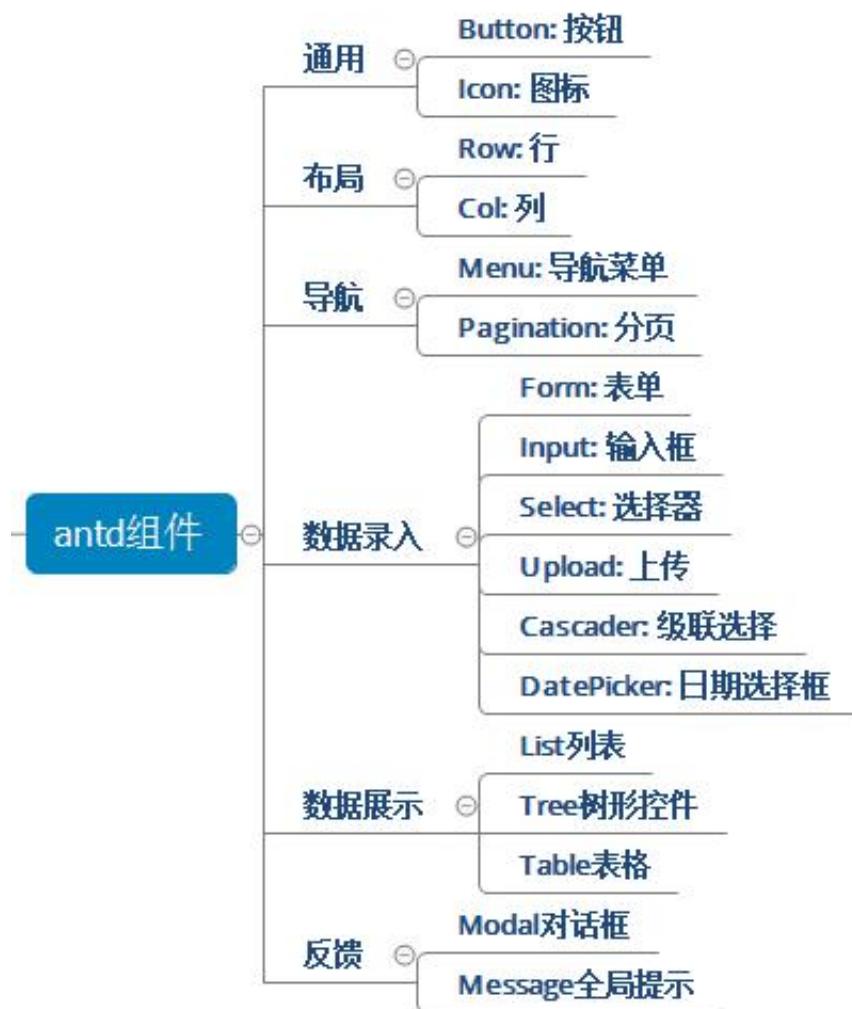 antd组件
通用
Button: 按钮
Icon: 图标
布局
Row: 行
Col: 列
导航
Menu: 导航菜单
Pagination: 分页
数据录入
Form: 表单
Input: 输入框
Select: 选择器
Upload: 上传
Cascader: 级联选择
DatePicker: 日期选择框
数据展示
List列表
Tree树形控件
Table表格
反馈
Modal对话框
Message全局提示